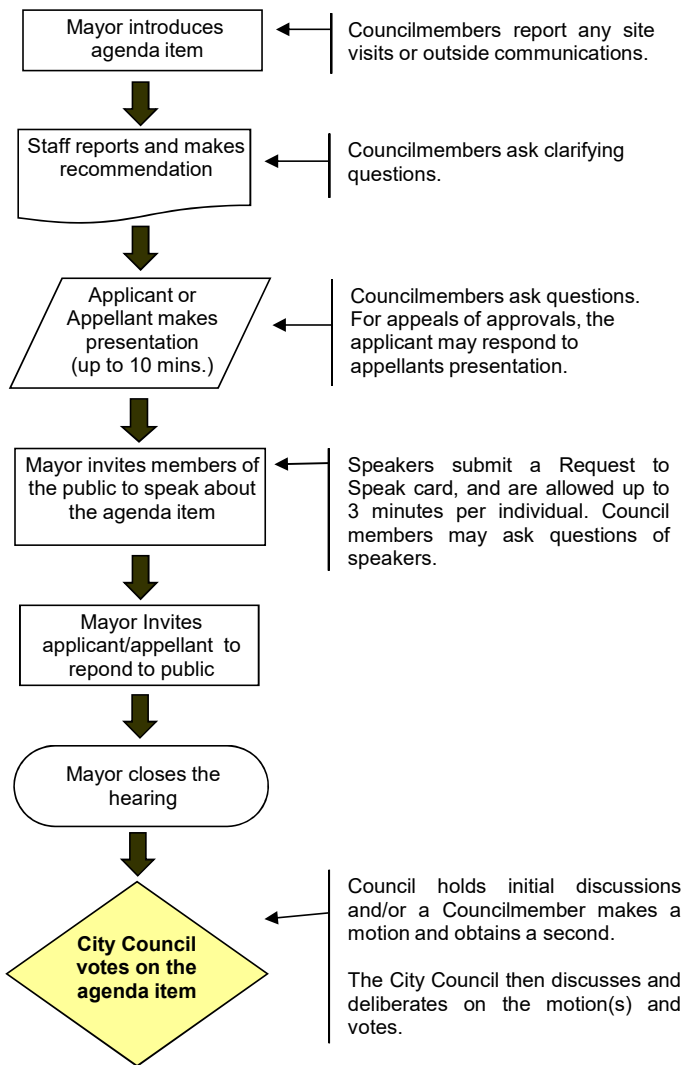 Mayor introduces
agenda item
Councilmembers report any site
visits or outside communications.
Staff reports and makes
recommendation
Councilmembers ask clarifying
questions.
Applicant or
Appellant makes
presentation
(up to 10 mins.)
Councilmembers ask questions.
For appeals of approvals, the
applicant may respond to
appellants presentation.
Mayor invites members of
the public to speak about
the agenda item
Speakers submit a Request to
Speak card, and are allowed up to
3 minutes per individual. Council
members may ask questions of
speakers.
Mayor Invites
applicant/appellant to
repond to public
Mayor closes the
hearing
City Council
votes on the
agenda item
Council holds initial discussions
and/or a Councilmember makes a
motion and obtains a second.
The City Council then discusses and
deliberates on the motion(s) and
votes.